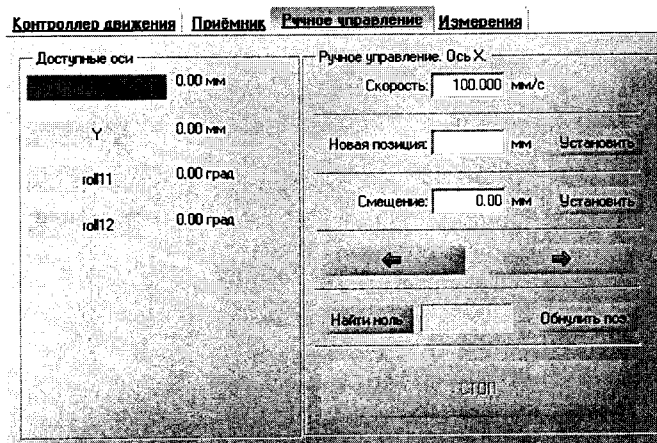 Контроллер движения Приёмник Ручное управление Измерения
Доступные оси
0.00 мм
Y 0.00 мм
roll11 0.00 град
roll12 0.00 град
Ручное управление. Ось X.
Скорость: 100.000 мм/с
Новая позиция: мм Установить
Смещение: 0.00 мм Установить
Найти ноль Обнулить поз.
СТОП